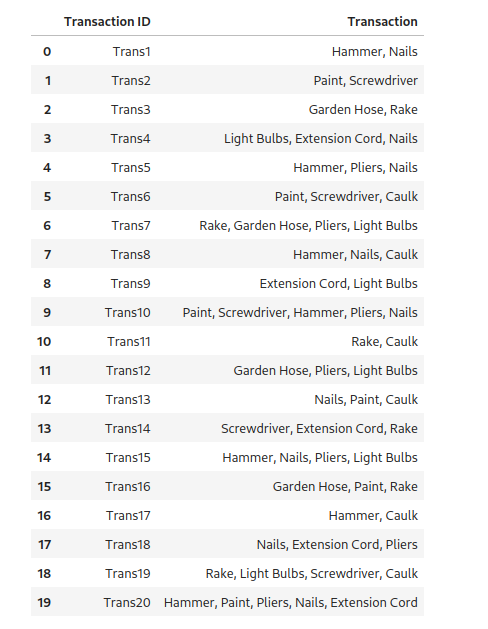 Transaction ID Transaction
0 Trans1 Hammer, Nails
1 Trans2 Paint, Screwdriver
2 Trans3 Garden Hose, Rake
3 Trans4 Light Bulbs, Extension Cord, Nails
4 Trans5 Hammer, Pliers, Nails
5 Trans6 Paint, Screwdriver, Caulk
6 Trans7 Rake, Garden Hose, Pliers, Light Bulbs
7 Trans8 Hammer, Nails, Caulk
8 Trans9 Extension Cord, Light Bulbs
9 Trans10 Paint, Screwdriver, Hammer, Pliers, Nails
10 Trans11 Rake, Caulk
11 Trans12 Garden Hose, Pliers, Light Bulbs
12 Trans13 Nails, Paint, Caulk
13 Trans14 Screwdriver, Extension Cord, Rake
14 Trans15 Hammer, Nails, Pliers, Light Bulbs
15 Trans16 Garden Hose, Paint, Rake
16 Trans17 Hammer, Caulk
17 Trans18 Nails, Extension Cord, Pliers
18 Trans19 Rake, Light Bulbs, Screwdriver, Caulk
19 Trans20 Hammer, Paint, Pliers, Nails, Extension Cord